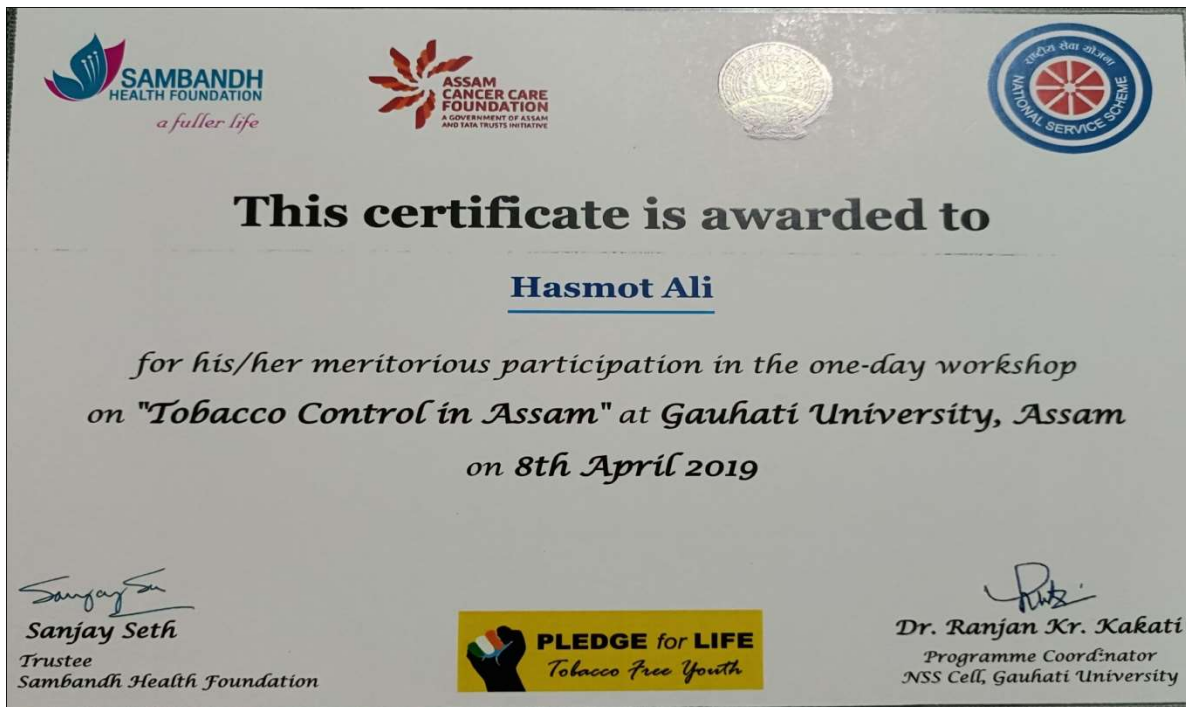 SAMBANDH
HEALTH FOUNDATION
a fuller life
ASSAM
CANCER CARE
FOUNDATION
A GOVERNMENT OF ASSAM
AND TATA TRUSTS INITIATIVE
राष्ट्रीय सेवा योजना
NATIONAL SERVICE SCHEME
This certificate is awarded to
Hasmot Ali
for his/her meritorious participation in the one-day workshop
on "Tobacco Control in Assam" at Gauhati University, Assam
on 8th April 2019
Sanjay Seth
Trustee
Sambandh Health Foundation
PLEDGE for LIFE
Tobacco Free Youth
Dr. Ranjan Kr. Kakati
Programme Coordinator
NSS Cell, Gauhati University